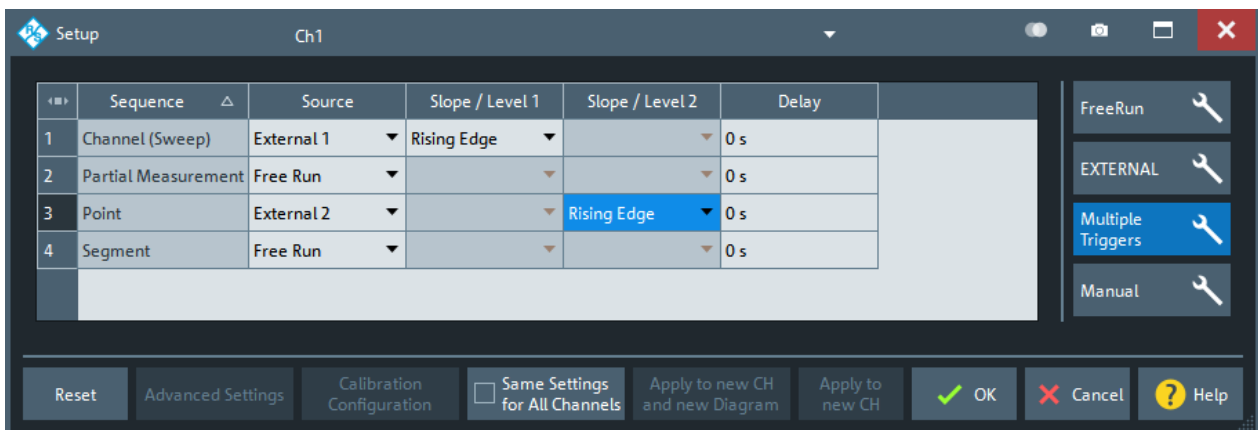 R&S Setup Ch1
Sequence Source Slope / Level 1 Slope / Level 2 Delay
1 Channel (Sweep) External 1 Rising Edge 0 s
2 Partial Measurement Free Run 0 s
3 Point External 2 Rising Edge 0 s
4 Segment Free Run 0 s
FreeRun
EXTERNAL
Multiple
Triggers
Manual
Reset
Advanced Settings
Calibration
Configuration
Same Settings
for All Channels
Apply to new CH
and new Diagram
Apply to
new CH
OK
Cancel
? Help